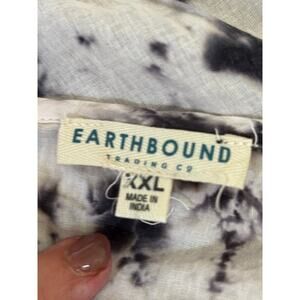 EARTHBOUND
TRADING CO
XXL
MADE IN
INDIA